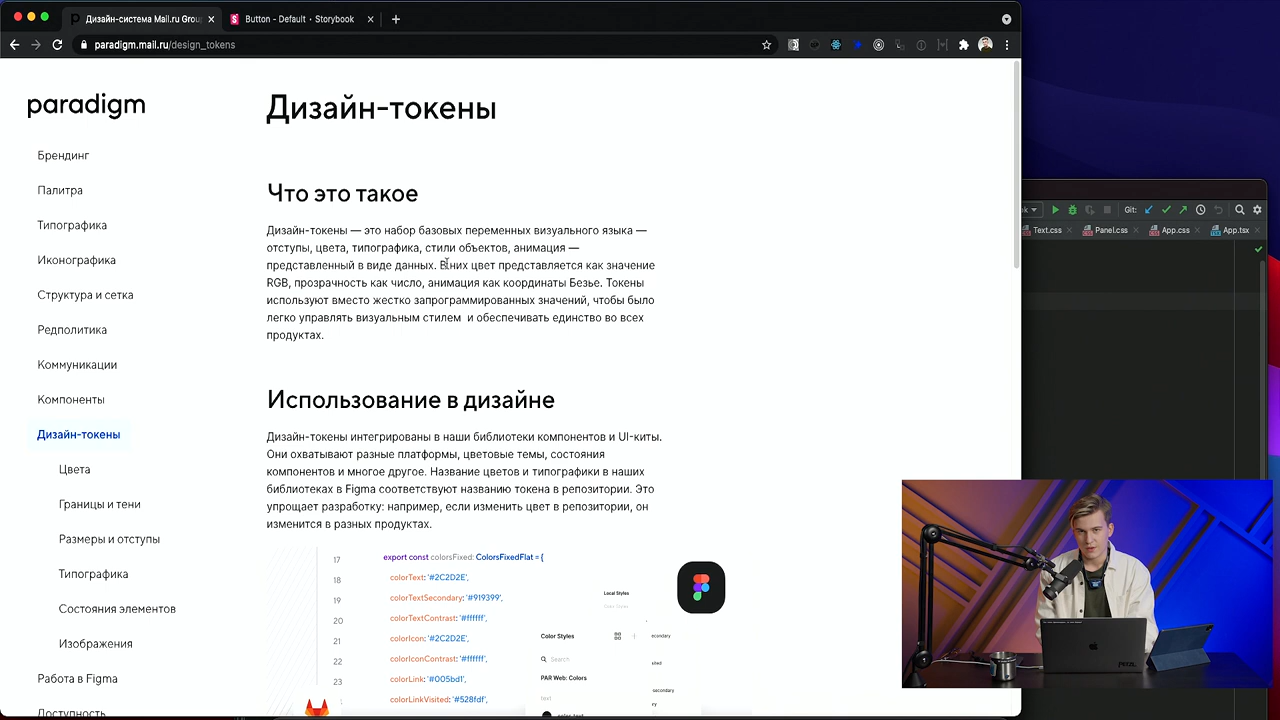 Дизайн-система Mail.ru Group
Button - Default · Storybook
paradigm.mail.ru/design_tokens
paradigm
Брендинг
Палитра
Типографика
Иконографика
Структура и сетка
Редполитика
Коммуникации
Компоненты
Дизайн-токены
Цвета
Границы и тени
Размеры и отступы
Типографика
Состояния элементов
Изображения
Работа в Figma
Доступность
Дизайн-токены
Что это такое
Дизайн-токены — это набор базовых переменных визуального языка —
отступы, цвета, типографика, стили объектов, анимация —
представленный в виде данных. В них цвет представляется как значение
RGB, прозрачность как число, анимация как координаты Безье. Токены
используют вместо жестко запрограммированных значений, чтобы было
легко управлять визуальным стилем и обеспечивать единство во всех
продуктах.
Использование в дизайне
Дизайн-токены интегрированы в наши библиотеки компонентов и UI-киты.
Они охватывают разные платформы, цветовые темы, состояния
компонентов и многое другое. Название цветов и типографики в наших
библиотеках в Figma соответствуют названию токена в репозитории. Это
упрощает разработку: например, если изменить цвет в репозитории, он
изменится в разных продуктах.
17 export const colorsFixed: ColorsFixedFlat = {
18 colorText: '#2C2D2E',
19 colorTextSecondary: '#919399',
20 colorTextContrast: '#ffffff',
21 colorIcon: '#2C2D2E',
22 colorIconContrast: '#ffffff',
23 colorLink: '#005bd1',
colorLinkVisited: '#528fdf',
Local Styles
Color Styles
Search
PAR Web: Colors
text
Git:
Text.css
Panel.css
App.css
App.tsx